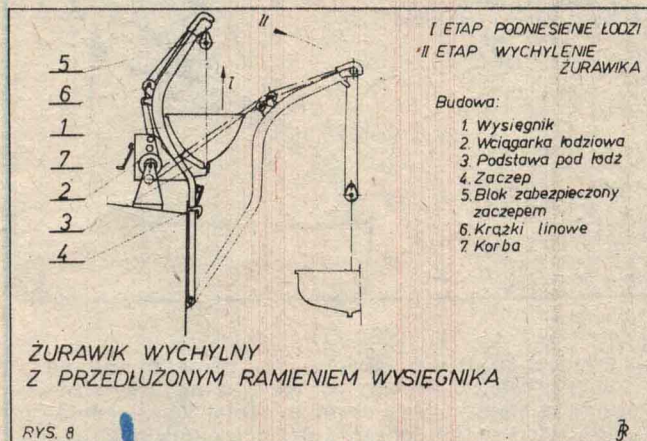 I ETAP PODNIESIENIE ŁODZI
II ETAP WYCHYLENIE
ŻURAWIKA
II
I
5
6
1
7
2
3
4
Budowa:
1. Wysięgnik
2. Wciągarka łodziowa
3. Podstawa pod łodź
4. Zaczep
5. Blok zabezpieczony
zaczepem
6. Krążki linowe
7. Korba
ŻURAWIK WYCHYLNY
Z PRZEDŁUŻONYM RAMIENIEM WYSIĘGNIKA
RYS. 8